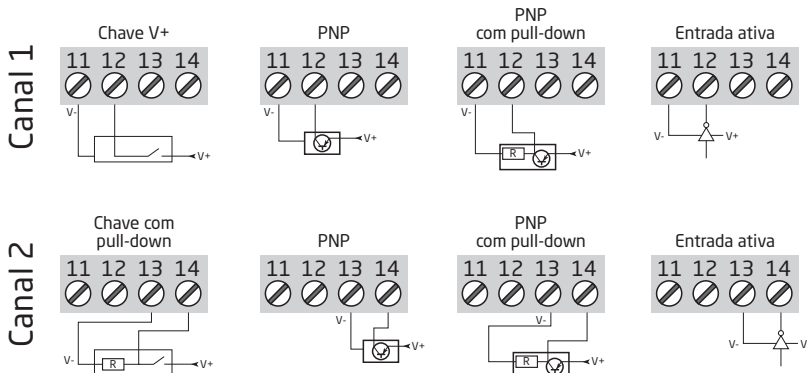 Canal 1
Chave V+
11 12 13 14
V-
V+
PNP
11 12 13 14
V-
V+
PNP
com pull-down
11 12 13 14
V-
R
V+
Entrada ativa
11 12 13 14
V-
V+
Canal 2
Chave com
pull-down
11 12 13 14
V-
R
V+
PNP
11 12 13 14
V-
V+
PNP
com pull-down
11 12 13 14
V-
R
V+
Entrada ativa
11 12 13 14
V-
V